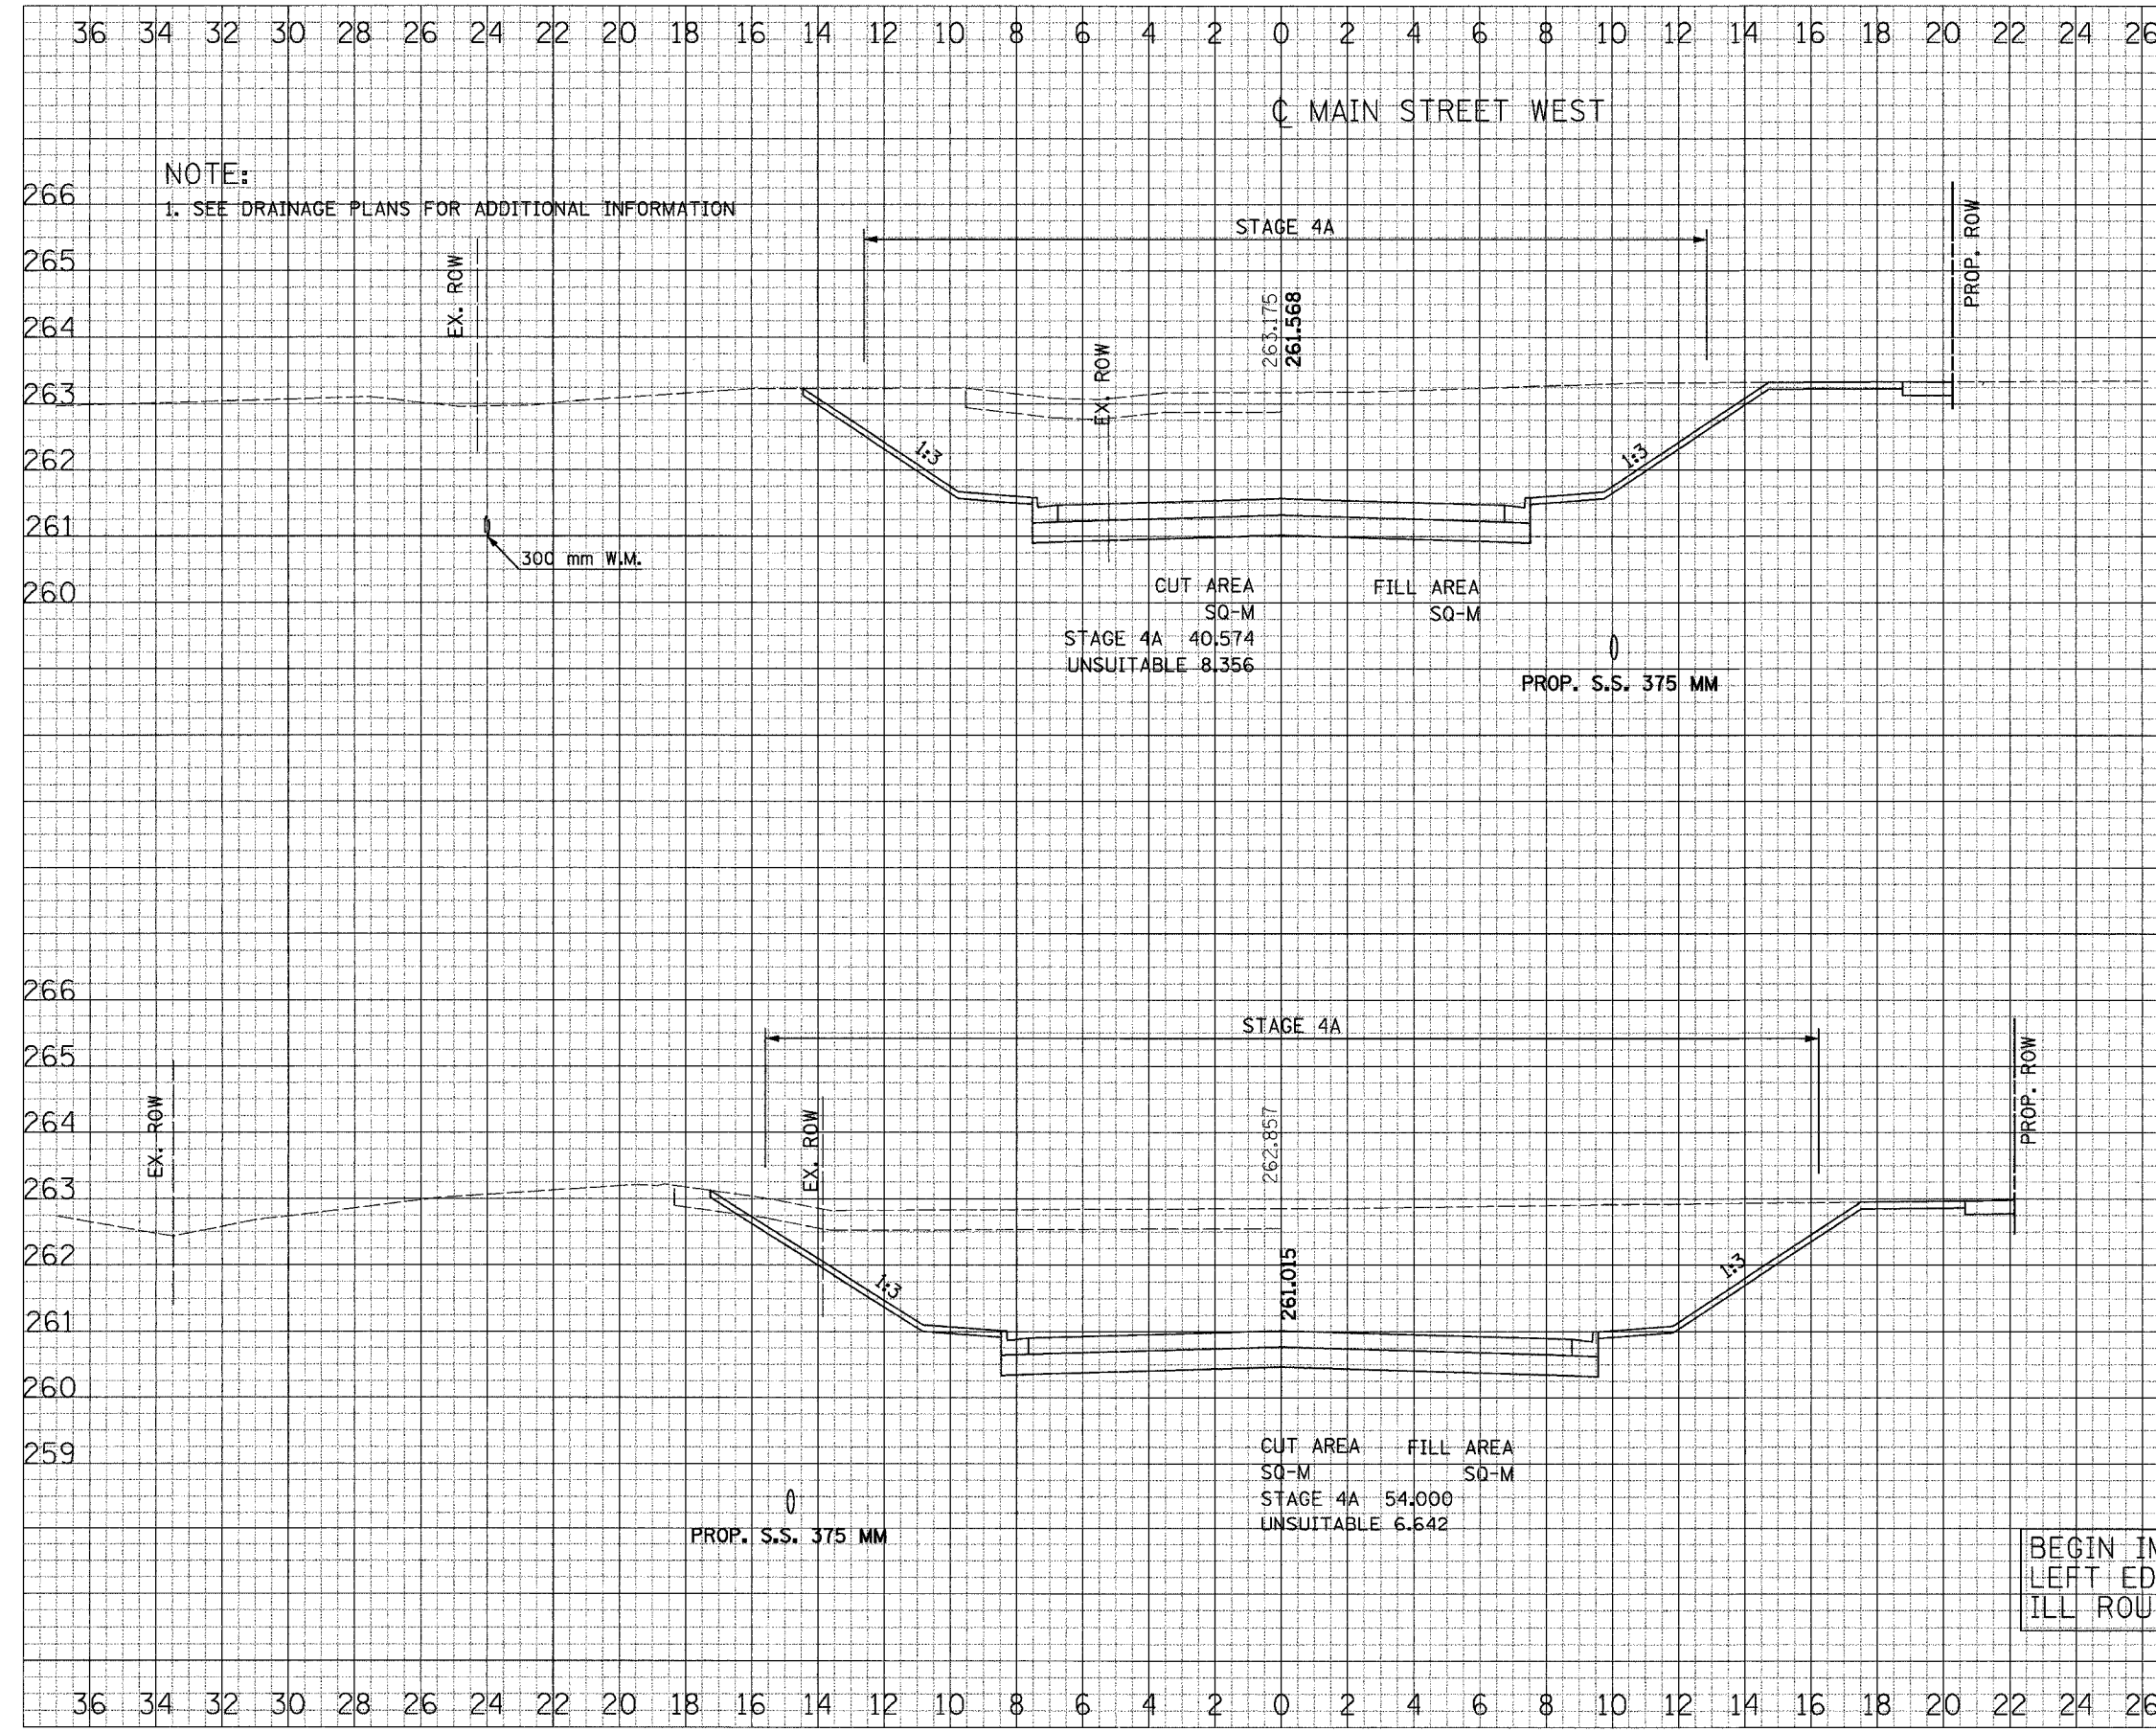 36 34 32 30 28 26 24 22 20 18 16 14 12 10 8 6 4 2 0 2 4 6 8 10 12 14 16 18 20 22 24 26
℄ MAIN STREET WEST
NOTE:
1. SEE DRAINAGE PLANS FOR ADDITIONAL INFORMATION
266
265
264
263
262
261
260
EX. ROW
STAGE 4A
PROP. ROW
263.175
261.568
EX. ROW
1:3
1:3
300 mm W.M.
CUT AREA FILL AREA
SQ-M SQ-M
STAGE 4A 40.574
UNSUITABLE 8.356
PROP. S.S. 375 MM
266
265
264
263
262
261
260
259
STAGE 4A
EX. ROW
EX. ROW
262.857
PROP. ROW
261.015
1:3
1:3
CUT AREA FILL AREA
SQ-M SQ-M
STAGE 4A 54.000
UNSUITABLE 6.642
PROP. S.S. 375 MM
BEGIN
LEFT
ILL
36 34 32 30 28 26 24 22 20 18 16 14 12 10 8 6 4 2 0 2 4 6 8 10 12 14 16 18 20 22 24 26